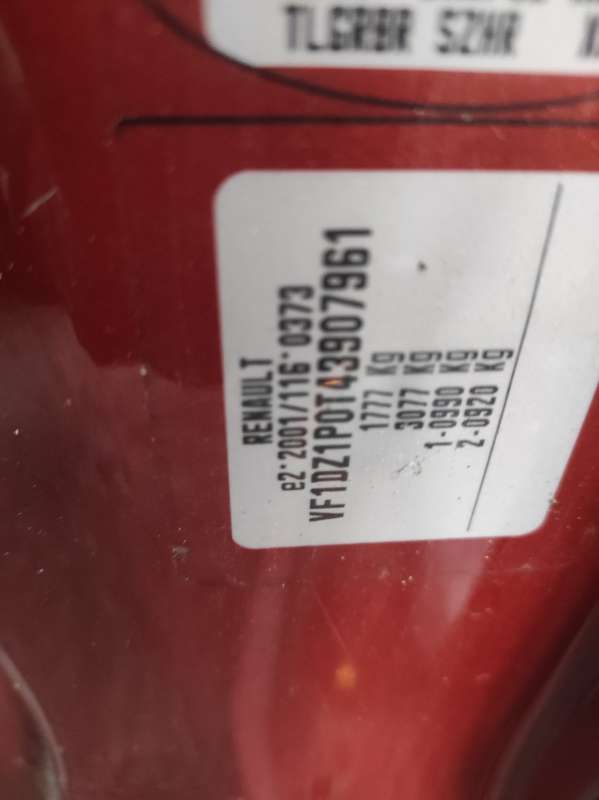 TLGRBR SZHR
RENAULT
e2*2001/116*0373
VF1DZ1P0T43907961
1777 Kg
3077 Kg
1-0990 Kg
2-0920 Kg